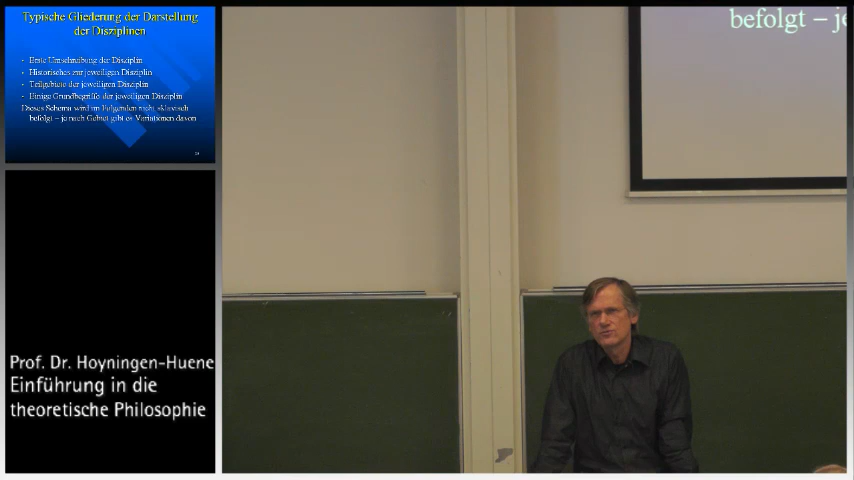 Typische Gliederung der Darstellung
der Disziplinen
- Erste Umschreibung der Disziplin
- Historisches zur jeweiligen Disziplin
- Teilgebiete der jeweiligen Disziplin
- Einige Grundbegriffe der jeweiligen Disziplin
Dieses Schema wird im Folgenden nicht sklavisch
befolgt – je nach Gebiet gibt es Variationen davon
Prof. Dr. Hoyningen-Huene
Einführung in die
theoretische Philosophie
befolgt – je